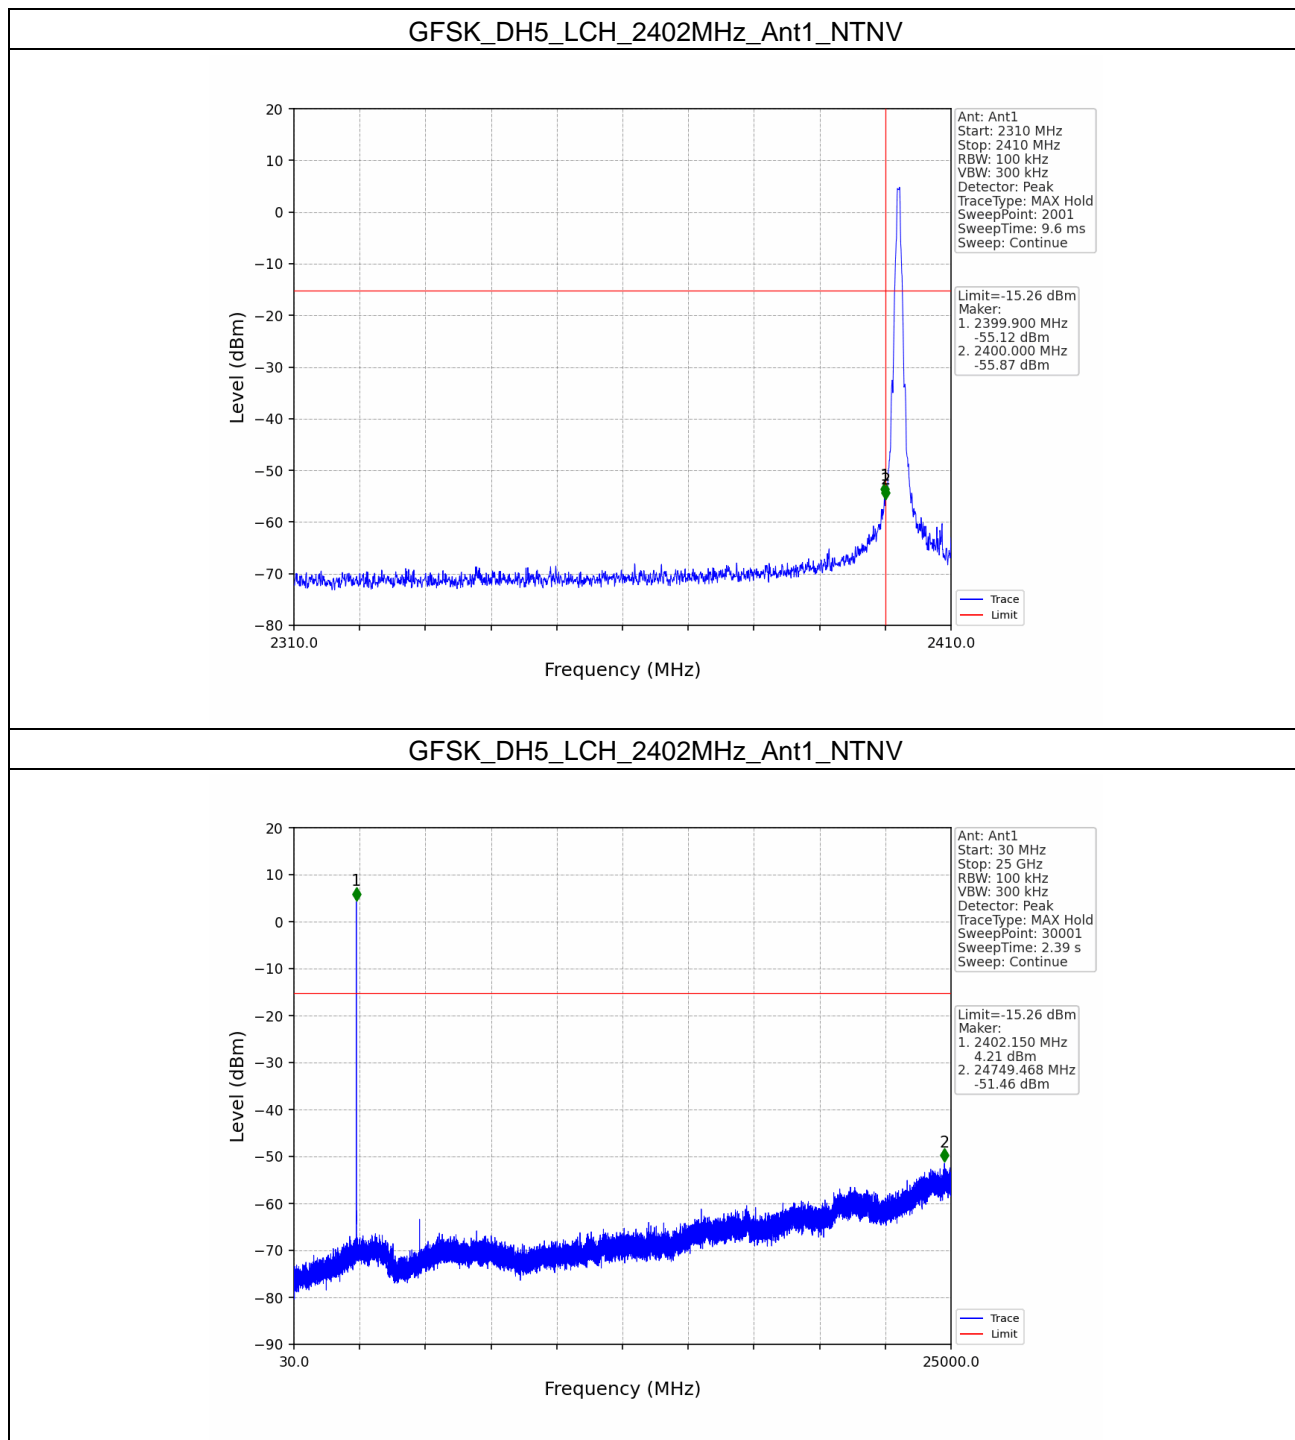 GFSK_DH5_LCH_2402MHz_Ant1_NTNV
20
10
0
−10
−20
−30
−40
−50
−60
−70
−80
Level (dBm)
1
2
2310.0
2410.0
Frequency (MHz)
Ant: Ant1
Start: 2310 MHz
Stop: 2410 MHz
RBW: 100 kHz
VBW: 300 kHz
Detector: Peak
TraceType: MAX Hold
SweepPoint: 2001
SweepTime: 9.6 ms
Sweep: Continue
Limit=-15.26 dBm
Maker:
1. 2399.900 MHz
-55.12 dBm
2. 2400.000 MHz
-55.87 dBm
Trace
Limit
GFSK_DH5_LCH_2402MHz_Ant1_NTNV
20
10
0
−10
−20
−30
−40
−50
−60
−70
−80
−90
Level (dBm)
1
2
30.0
25000.0
Frequency (MHz)
Ant: Ant1
Start: 30 MHz
Stop: 25 GHz
RBW: 100 kHz
VBW: 300 kHz
Detector: Peak
TraceType: MAX Hold
SweepPoint: 30001
SweepTime: 2.39 s
Sweep: Continue
Limit=-15.26 dBm
Maker:
1. 2402.150 MHz
4.21 dBm
2. 24749.468 MHz
-51.46 dBm
Trace
Limit